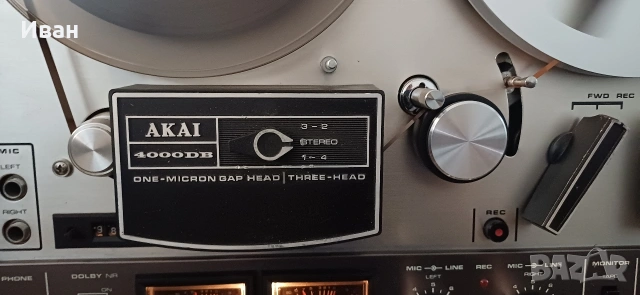 Иван
FWD REC
AKAI
3-2
4000DB
STEREO
1-4
ONE-MICRON GAP HEAD | THREE-HEAD
MIC
LEFT
RIGHT
REC
PHONE
DOLBY NR
ON
MIC LINE
LEFT
REC
MIC LINE
RIGHT
MONITOR
BAZAR